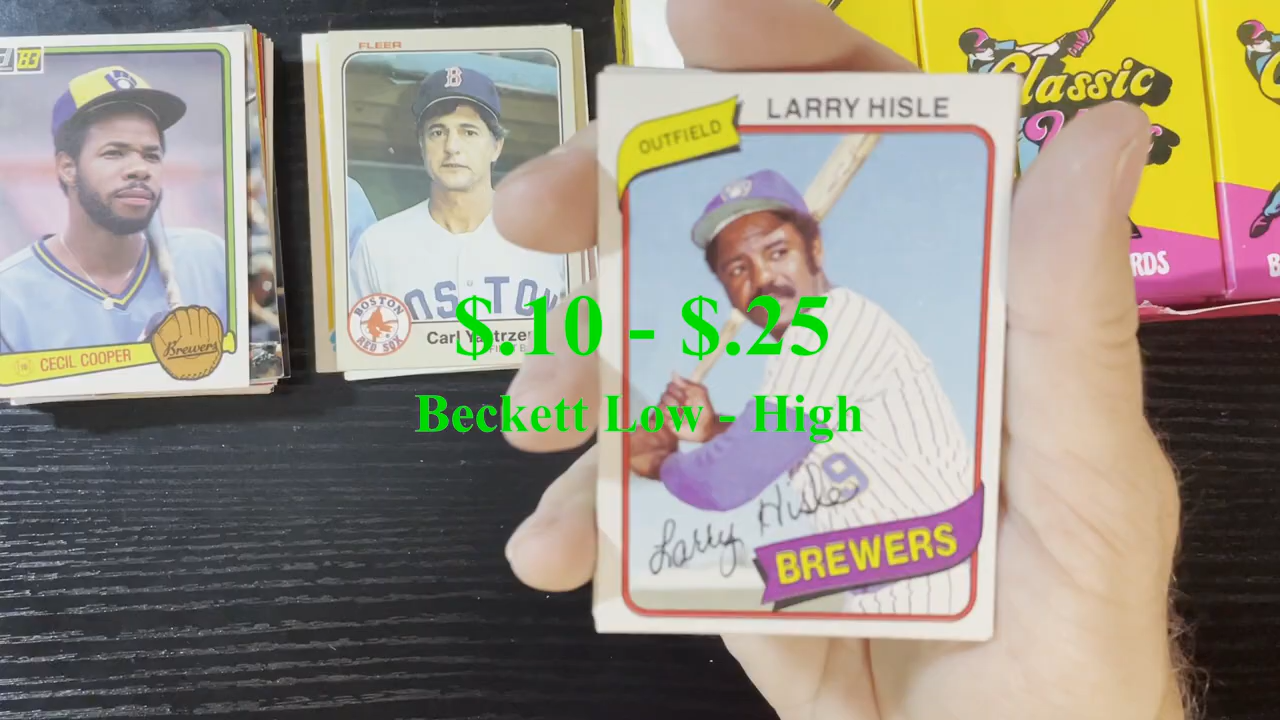 83
CECIL COOPER
Brewers
FLEER
B
BOSTON
RED SOX
Carl
LARRY HISLE
OUTFIELD
9
Larry Hisle
BREWERS
$.10 - $.25
Beckett Low - High
Classic
RDS
B